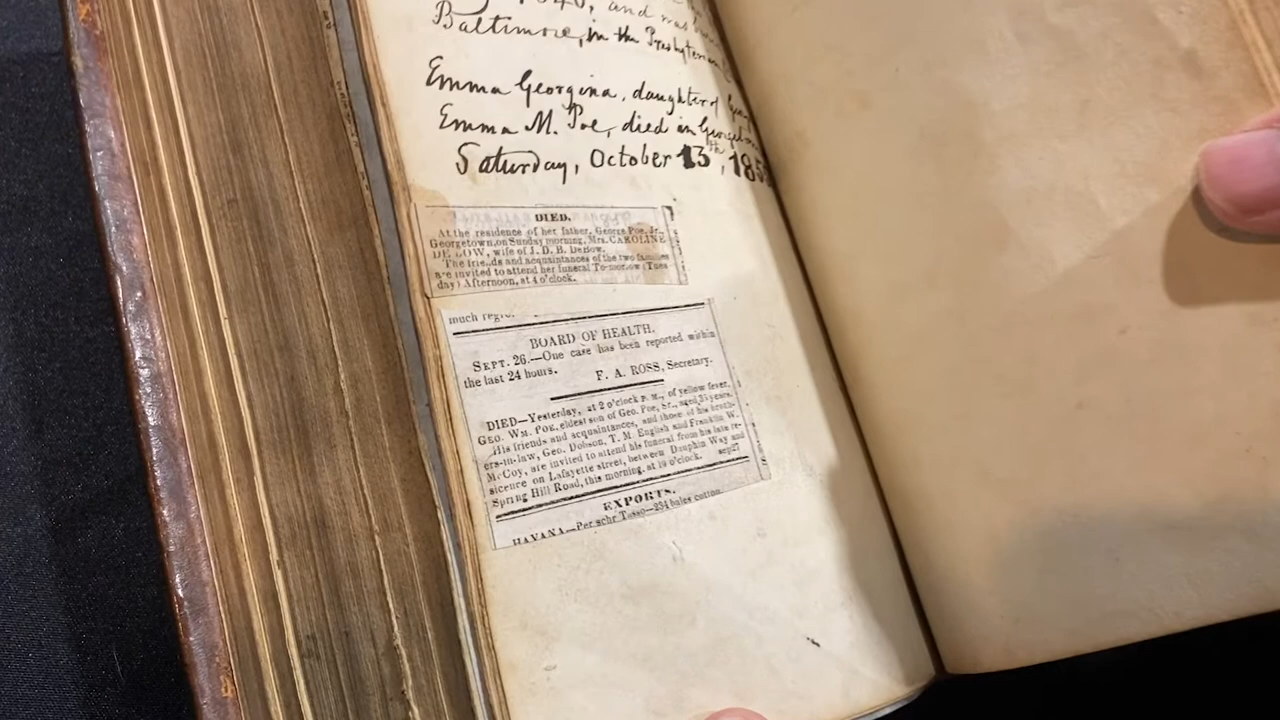 1840, and was
Baltimore, in the Presbyterian
Emma Georgina, daughter of
Emma M. Poe, died in
Saturday, October 13th, 185
DIED.
At the residence of her father, George Poe, Jr.,
Georgetown, on Sunday morning, Mrs. CAROLINE
DE BOW, wife of J. D. B. DeBow.
The friends and acquaintances of the two families
are invited to attend her funeral To-morrow (Tues
day) Afternoon, at 4 o'clock.
much
BOARD OF HEALTH.
SEPT. 26.—One case has been reported within
the last 24 hours.
F. A. ROSS, Secretary.
DIED—Yesterday, at 2 o'clock P. M., of yellow fever,
GEO. WM. POE, eldest son of Geo. Poe, Sr., aged 35 years.
His friends and acquaintances, and those of his broth-
ers-in-law, Geo. Dobson, T. M. English and Franklin W.
McCoy, are invited to attend his funeral from his late re-
sicence on Lafayette street, between Dauphin Way and
Spring Hill Road, this morning, at 10 o'clock. sep27
EXPORTS.
HAVANA—Per schr Tasso—234 bales cotton